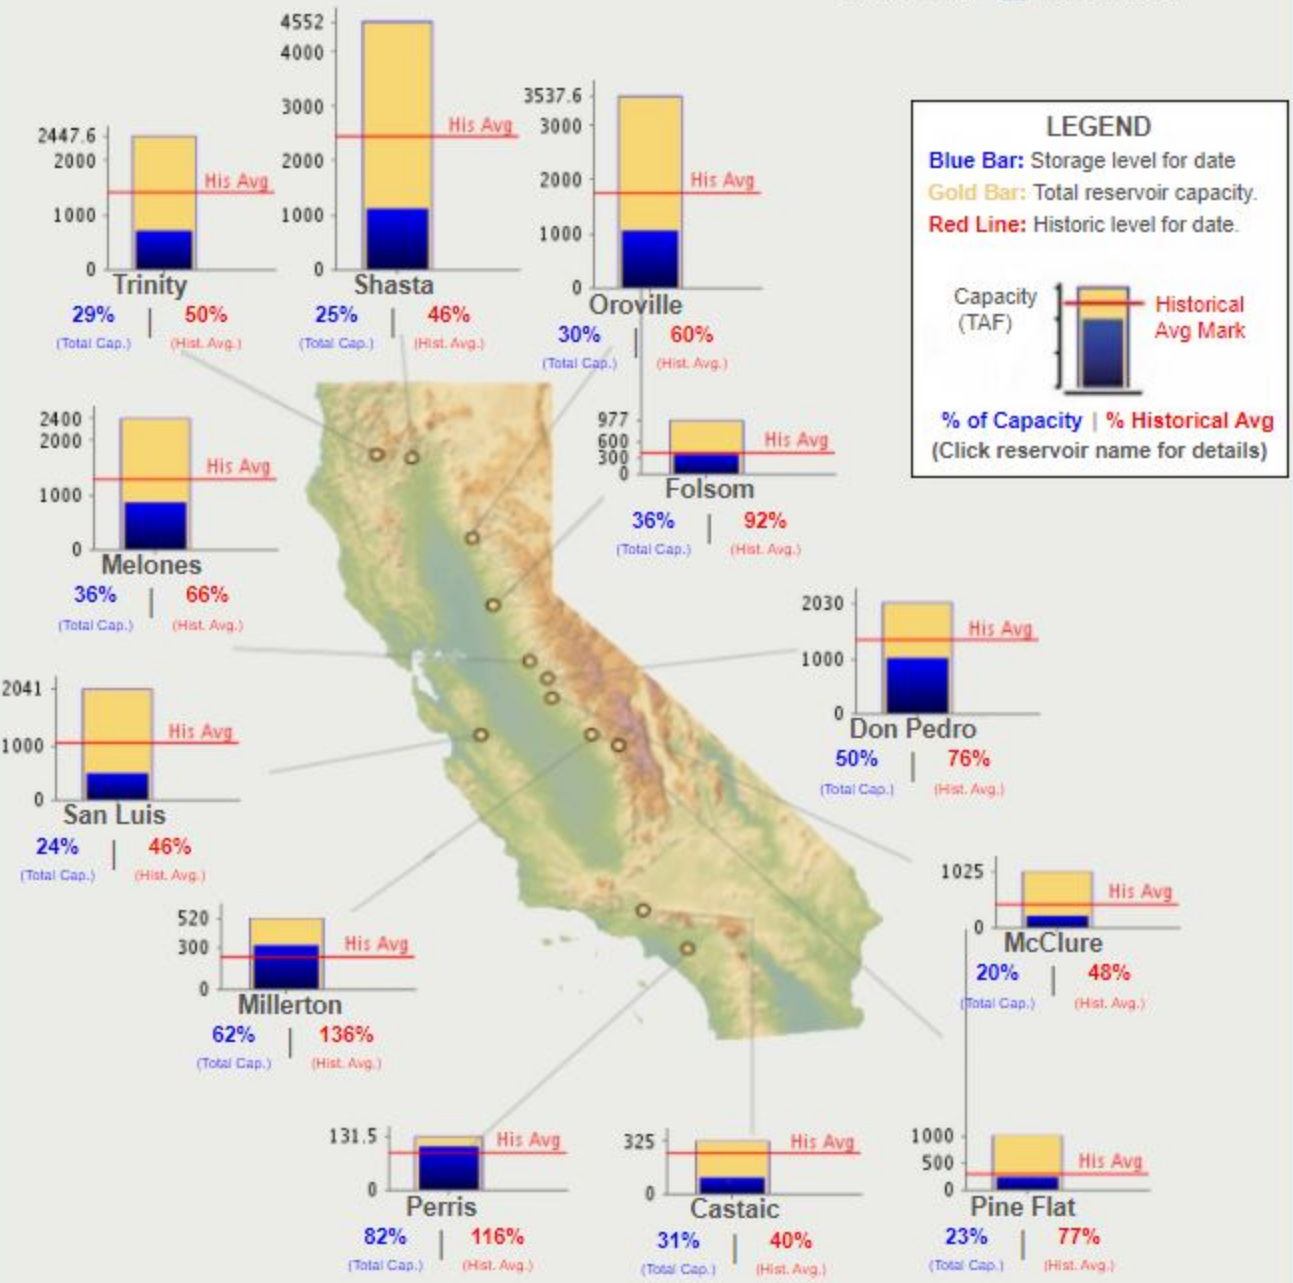 4552
4000
3000
2000
1000
0
His Avg
Shasta
25% | 46%
(Total Cap.) (Hist. Avg.)
3537.6
3000
2000
1000
0
His Avg
Oroville
30% | 60%
(Total Cap.) (Hist. Avg.)
2447.6
2000
1000
0
His Avg
Trinity
29% | 50%
(Total Cap.) (Hist. Avg.)
LEGEND
Blue Bar: Storage level for date
Gold Bar: Total reservoir capacity.
Red Line: Historic level for date.
Capacity
(TAF)
Historical
Avg Mark
% of Capacity | % Historical Avg
(Click reservoir name for details)
2400
2000
1000
0
His Avg
Melones
36% | 66%
(Total Cap.) (Hist. Avg.)
977
600
300
0
His Avg
Folsom
36% | 92%
(Total Cap.) (Hist. Avg.)
2030
1000
0
His Avg
Don Pedro
50% | 76%
(Total Cap.) (Hist. Avg.)
2041
1000
0
His Avg
San Luis
24% | 46%
(Total Cap.) (Hist. Avg.)
1025
0
His Avg
McClure
20% | 48%
(Total Cap.) (Hist. Avg.)
520
300
0
His Avg
Millerton
62% | 136%
(Total Cap.) (Hist. Avg.)
131.5
0
His Avg
Perris
82% | 116%
(Total Cap.) (Hist. Avg.)
325
0
His Avg
Castaic
31% | 40%
(Total Cap.) (Hist. Avg.)
1000
500
0
His Avg
Pine Flat
23% | 77%
(Total Cap.) (Hist. Avg.)